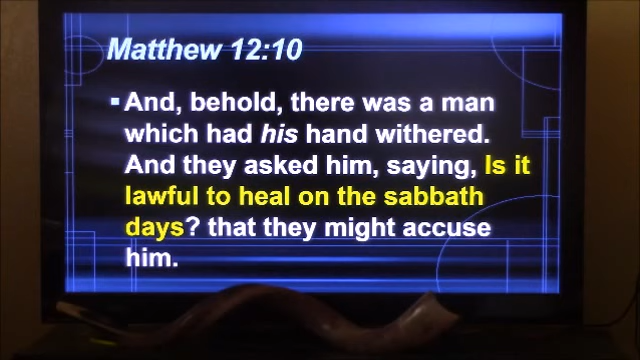 Matthew 12:10
▪And, behold, there was a man
which had his hand withered.
And they asked him, saying, Is it
lawful to heal on the sabbath
days? that they might accuse
him.